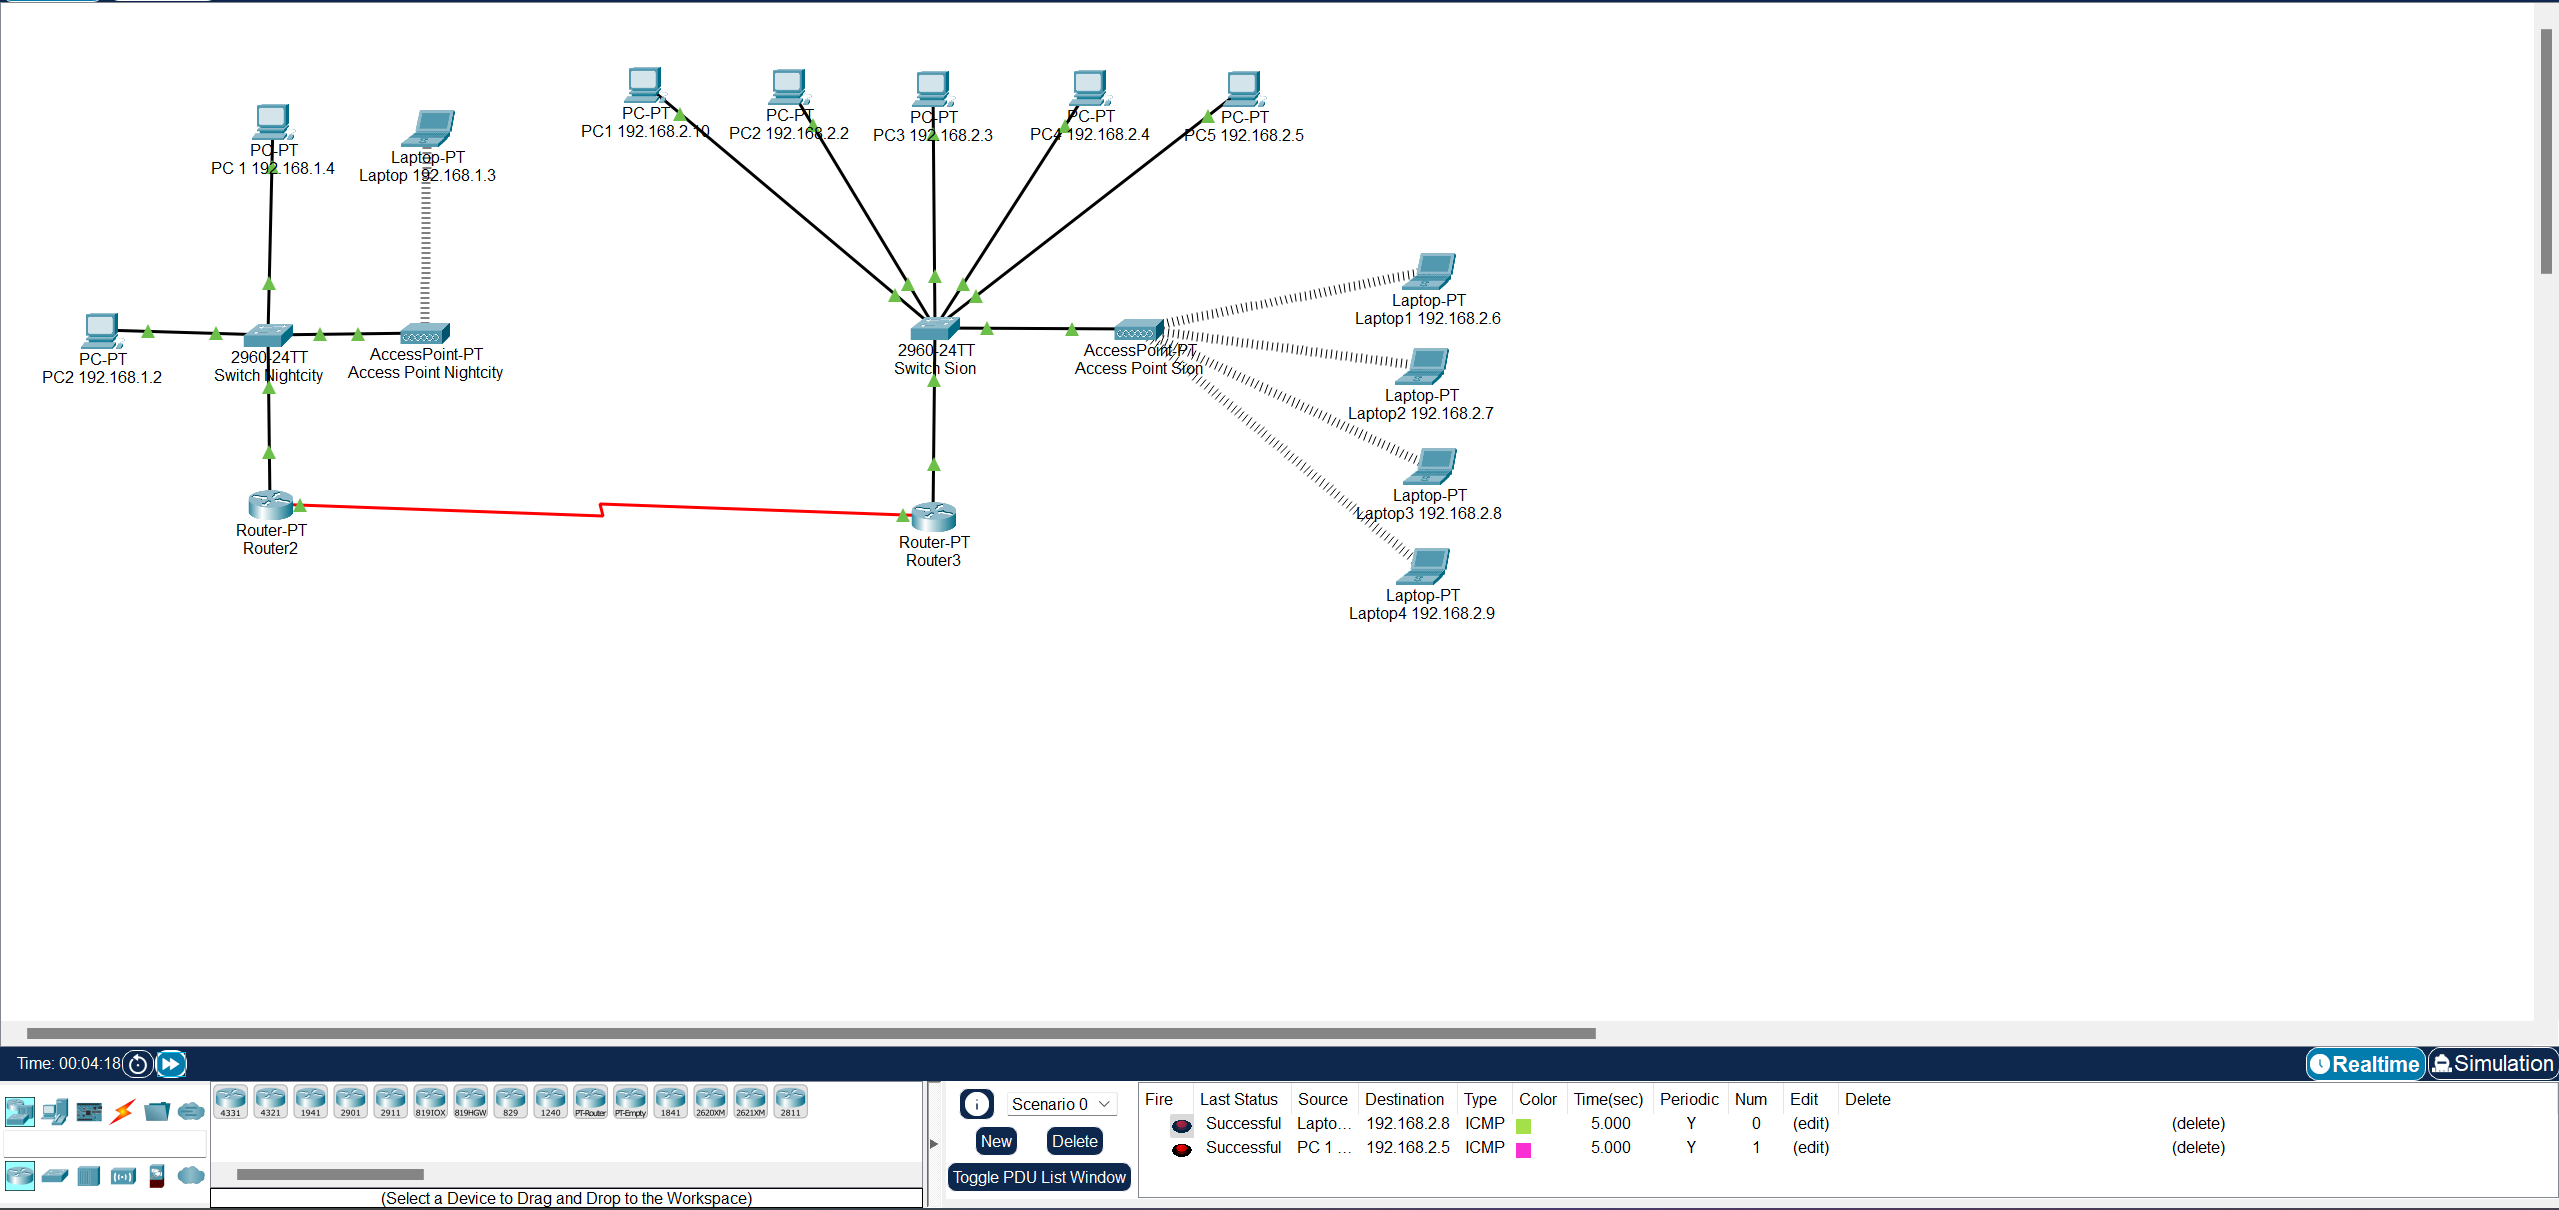 PC-PT
PC 1 192.168.1.4
Laptop-PT
Laptop 192.168.1.3
PC-PT
PC1 192.168.2.10
PC-PT
PC2 192.168.2.2
PC-PT
PC3 192.168.2.3
PC-PT
PC4 192.168.2.4
PC-PT
PC5 192.168.2.5
PC-PT
PC2 192.168.1.2
2960-24TT
Switch Nightcity
AccessPoint-PT
Access Point Nightcity
2960-24TT
Switch Sion
AccessPoint-PT
Access Point Sion
Laptop-PT
Laptop1 192.168.2.6
Laptop-PT
Laptop2 192.168.2.7
Laptop-PT
Laptop3 192.168.2.8
Laptop-PT
Laptop4 192.168.2.9
Router-PT
Router2
Router-PT
Router3
Time: 00:04:18
Realtime
Simulation
4331 4321 1941 2901 2911 819IOX 819HGW 829 1240 PT-Router PT-Empty 1841 2620XM 2621XM 2811
(Select a Device to Drag and Drop to the Workspace)
Scenario 0
New
Delete
Toggle PDU List Window
Fire Last Status Source Destination Type Color Time(sec) Periodic Num Edit Delete
Successful Lapto... 192.168.2.8 ICMP 5.000 Y 0 (edit) (delete)
Successful PC 1 ... 192.168.2.5 ICMP 5.000 Y 1 (edit) (delete)